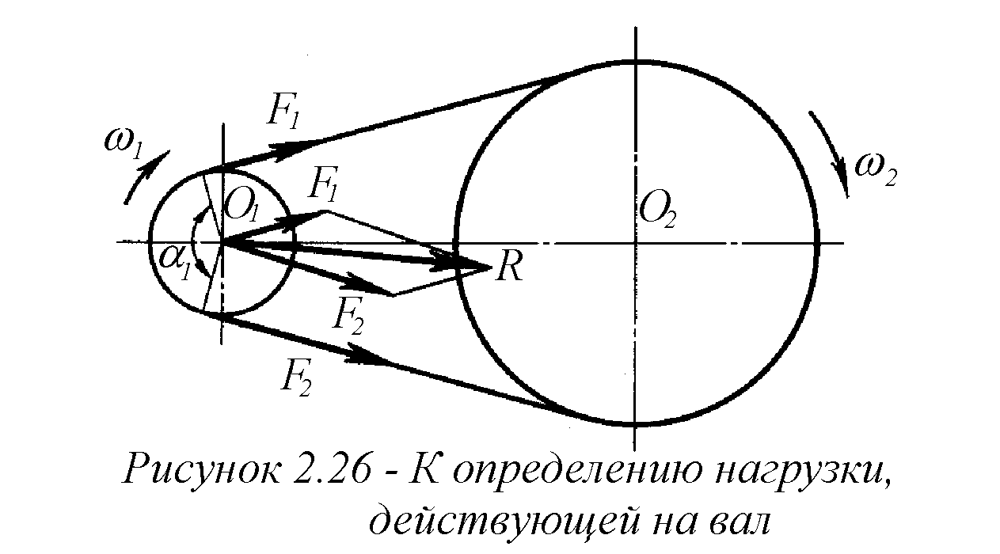 F₁
ω₁
ω₂
O₁
F₁
O₂
α₁
R
F₂
F₂
Рисунок 2.26 - К определению нагрузки,
действующей на вал